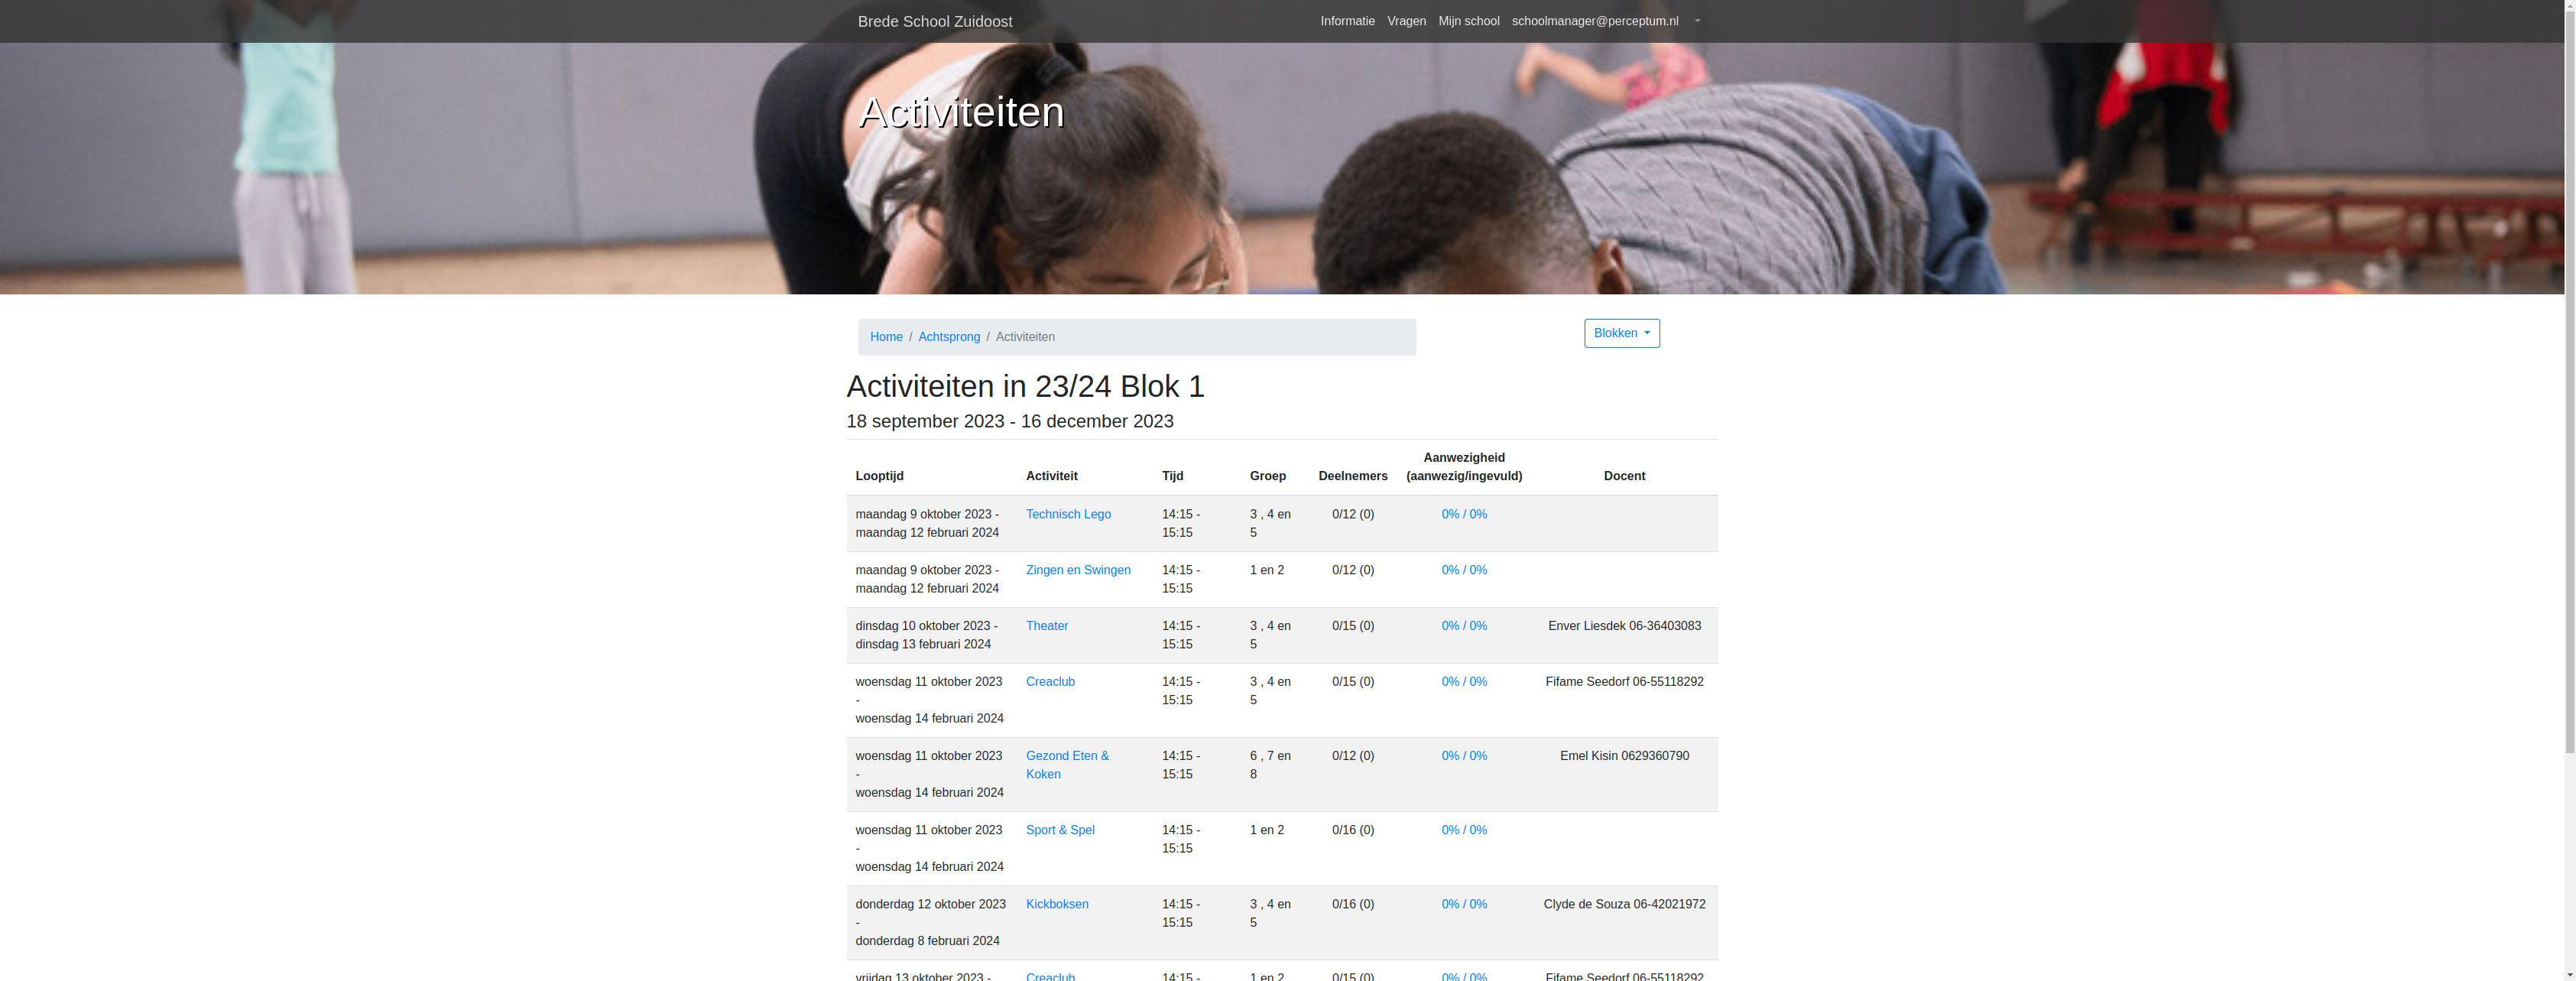 Brede School Zuidoost
Informatie Vragen Mijn school schoolmanager@perceptum.nl
Activiteiten
Home / Achtsprong / Activiteiten
Blokken
Activiteiten in 23/24 Blok 1
18 september 2023 - 16 december 2023
Looptijd Activiteit Tijd Groep Deelnemers Aanwezigheid (aanwezig/ingevuld) Docent
maandag 9 oktober 2023 - Technisch Lego 14:15 - 3 , 4 en 0/12 (0) 0% / 0%
maandag 12 februari 2024 15:15 5
maandag 9 oktober 2023 - Zingen en Swingen 14:15 - 1 en 2 0/12 (0) 0% / 0%
maandag 12 februari 2024 15:15
dinsdag 10 oktober 2023 - Theater 14:15 - 3 , 4 en 0/15 (0) 0% / 0% Enver Liesdek 06-36403083
dinsdag 13 februari 2024 15:15 5
woensdag 11 oktober 2023 Creaclub 14:15 - 3 , 4 en 0/15 (0) 0% / 0% Fifame Seedorf 06-55118292
- 15:15 5
woensdag 14 februari 2024
woensdag 11 oktober 2023 Gezond Eten & 14:15 - 6 , 7 en 0/12 (0) 0% / 0% Emel Kisin 0629360790
- Koken 15:15 8
woensdag 14 februari 2024
woensdag 11 oktober 2023 Sport & Spel 14:15 - 1 en 2 0/16 (0) 0% / 0%
- 15:15
woensdag 14 februari 2024
donderdag 12 oktober 2023 Kickboksen 14:15 - 3 , 4 en 0/16 (0) 0% / 0% Clyde de Souza 06-42021972
- 15:15 5
donderdag 8 februari 2024
vrijdag 13 oktober 2023 - Creaclub 14:15 - 1 en 2 0/15 (0) 0% / 0% Fifame Seedorf 06-55118292